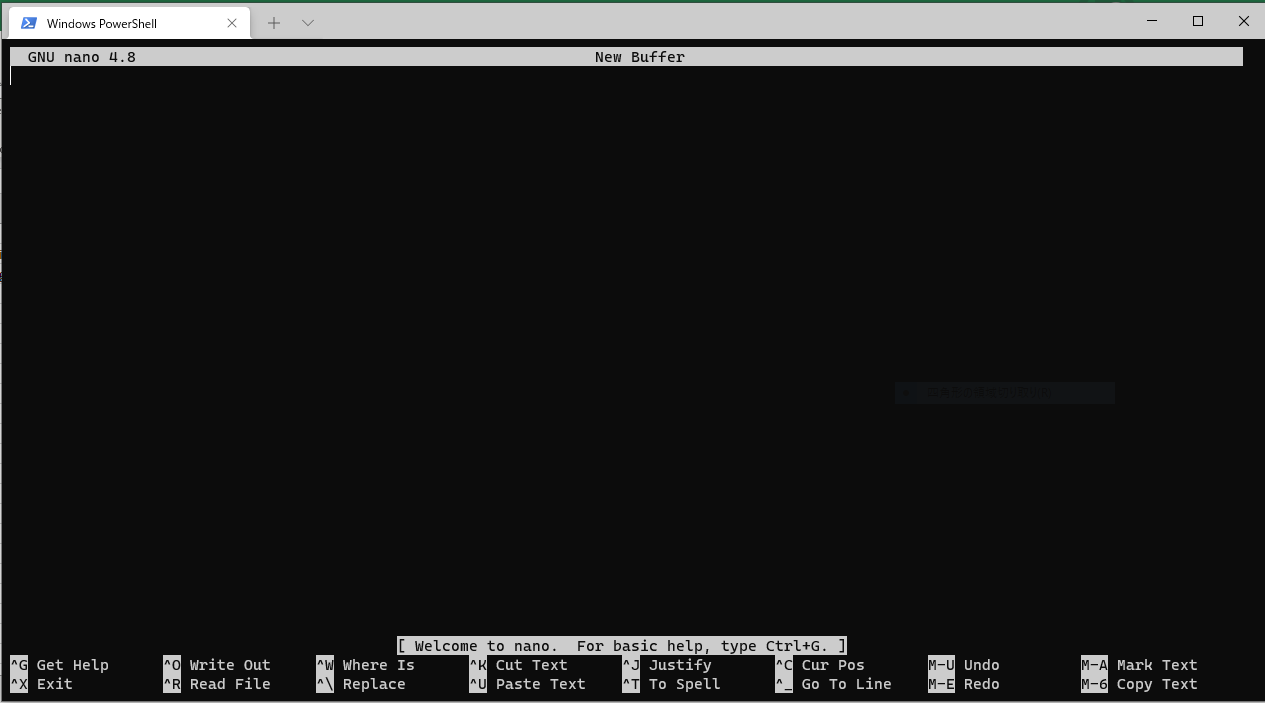 Windows PowerShell
GNU nano 4.8 New Buffer
[ Welcome to nano.  For basic help, type Ctrl+G. ]
^G Get Help ^O Write Out ^W Where Is ^K Cut Text ^J Justify ^C Cur Pos M-U Undo M-A Mark Text
^X Exit ^R Read File ^\ Replace ^U Paste Text ^T To Spell ^_ Go To Line M-E Redo M-6 Copy Text